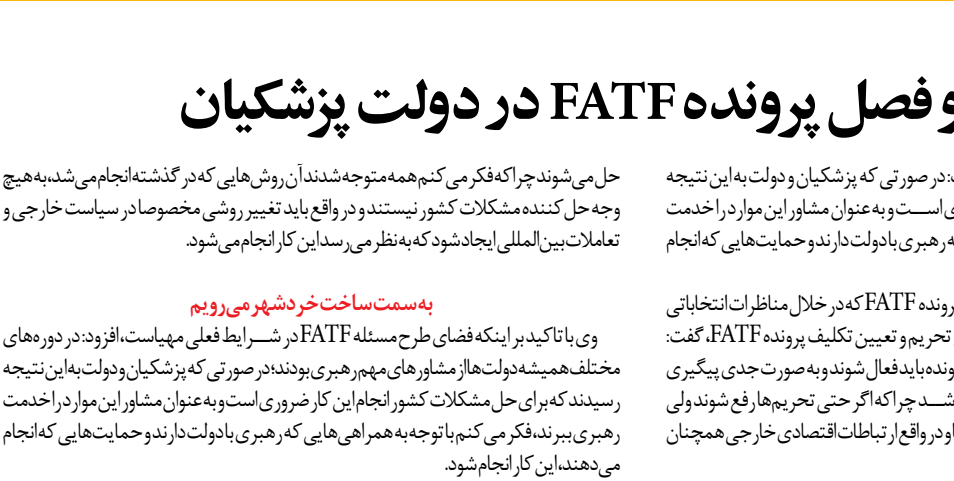 و فصل پرونده FATF در دولت پزشکیان
در صورتی که پزشکیان و دولت به این نتیجه
است و به عنوان مشاور این موارد را خدمت
رهبری با دولت دارند و حمایت‌هایی که انجام
FATF که در خلال مناظرات انتخاباتی
تحریم و تعیین تکلیف پرونده FATF، گفت:
باید فعال شوند و به صورت جدی پیگیری
چرا که اگر حتی تحریم‌ها رفع شوند ولی
در واقع ارتباطات اقتصادی خارجی همچنان
حل می‌شوند چرا که فکر می کنم همه متوجه شدند آن روش‌هایی که در گذشته انجام می‌شد، به هیچ
وجه حل کننده مشکلات کشور نیستند و در واقع باید تغییر روشی مخصوصا در سیاست خارجی و
تعاملات بین‌المللی ایجاد شود که به نظر می‌رسد این کار انجام می‌شود.
به سمت ساخت خرد شهر می‌رویم
وی با تاکید بر اینکه فضای طرح مسئله FATF در شرایط فعلی مهیاست، افزود: در دوره‌های
مختلف همیشه دولت‌ها از مشاورهای مهم رهبری بودند؛ در صورتی که پزشکیان و دولت به این نتیجه
رسیدند که برای حل مشکلات کشور انجام این کار ضروری است و به عنوان مشاور این موارد را خدمت
رهبری ببرند، فکر می کنم با توجه به همراهی‌هایی که رهبری با دولت دارند و حمایت‌هایی که انجام
می‌دهند، این کار انجام شود.